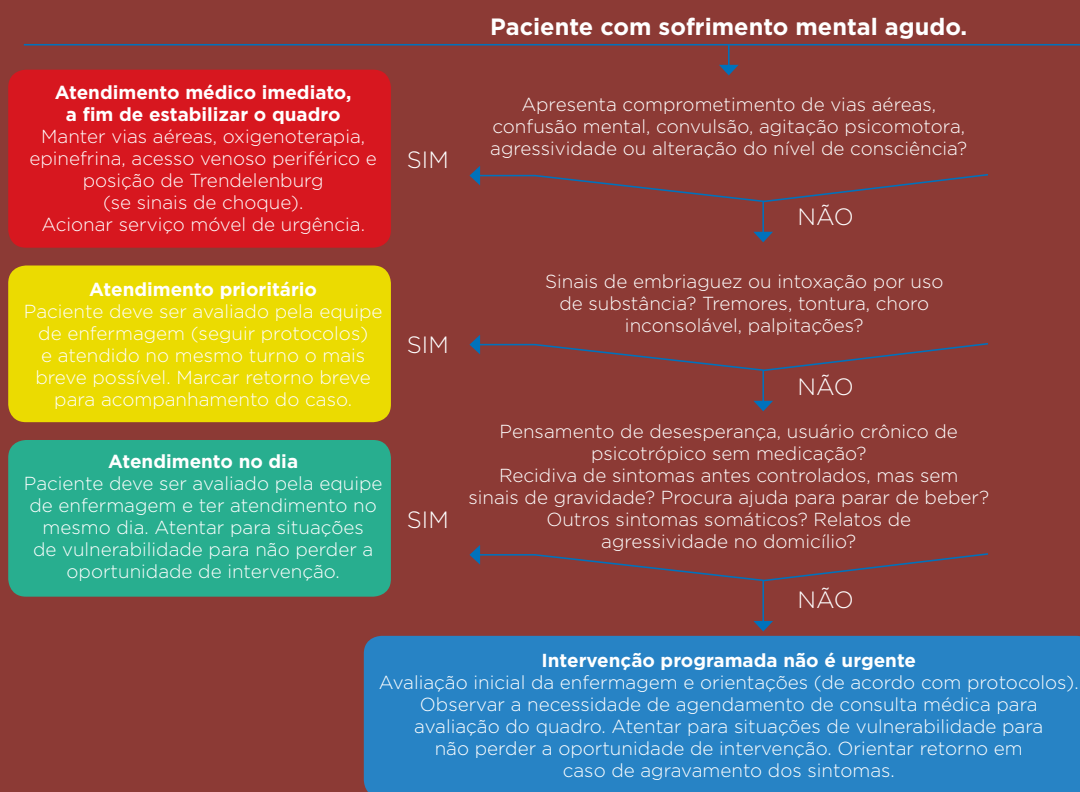 Paciente com sofrimento mental agudo.
Atendimento médico imediato,
a fim de estabilizar o quadro
Manter vias aéreas, oxigenoterapia,
epinefrina, acesso venoso periférico e
posição de Trendelenburg
(se sinais de choque).
Acionar serviço móvel de urgência.
SIM
Apresenta comprometimento de vias aéreas,
confusão mental, convulsão, agitação psicomotora,
agressividade ou alteração do nível de consciência?
NÃO
Atendimento prioritário
Paciente deve ser avaliado pela equipe
de enfermagem (seguir protocolos)
e atendido no mesmo turno o mais
breve possível. Marcar retorno breve
para acompanhamento do caso.
SIM
Sinais de embriaguez ou intoxação por uso
de substância? Tremores, tontura, choro
inconsolável, palpitações?
NÃO
Atendimento no dia
Paciente deve ser avaliado pela equipe
de enfermagem e ter atendimento no
mesmo dia. Atentar para situações
de vulnerabilidade para não perder a
oportunidade de intervenção.
SIM
Pensamento de desesperança, usuário crônico de
psicotrópico sem medicação?
Recidiva de sintomas antes controlados, mas sem
sinais de gravidade? Procura ajuda para parar de beber?
Outros sintomas somáticos? Relatos de
agressividade no domicílio?
NÃO
Intervenção programada não é urgente
Avaliação inicial da enfermagem e orientações (de acordo com protocolos).
Observar a necessidade de agendamento de consulta médica para
avaliação do quadro. Atentar para situações de vulnerabilidade para
não perder a oportunidade de intervenção. Orientar retorno em
caso de agravamento dos sintomas.